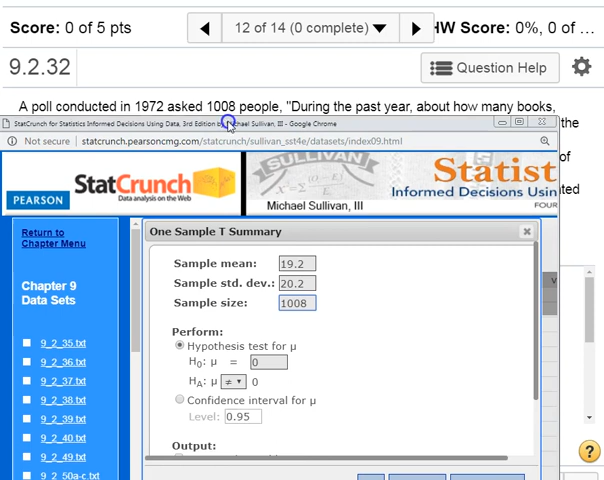 Score: 0 of 5 pts
12 of 14 (0 complete)
HW Score: 0%, 0 of ...
9.2.32
Question Help
A poll conducted in 1972 asked 1008 people, "During the past year, about how many books,
StatCrunch for Statistics Informed Decisions Using Data, 3rd Edition by Michael Sullivan, III - Google Chrome
the
Not secure | statcrunch.pearsoncmg.com/statcrunch/sullivan_sst4e/datasets/index09.html
of
PEARSON
StatCrunch
Data analysis on the Web
SULLIVAN
Michael Sullivan, III
Statist
Informed Decisions Usin
FOUR
ted
Return to
Chapter Menu
Chapter 9
Data Sets
9_2_35.txt
9_2_36.txt
9_2_37.txt
9_2_38.txt
9_2_39.txt
9_2_40.txt
9_2_49.txt
9_2_50a-c.txt
One Sample T Summary
Sample mean: 19.2
Sample std. dev.: 20.2
Sample size: 1008
Perform:
Hypothesis test for μ
H0: μ = 0
HA: μ ≠ 0
Confidence interval for μ
Level: 0.95
Output:
v
?